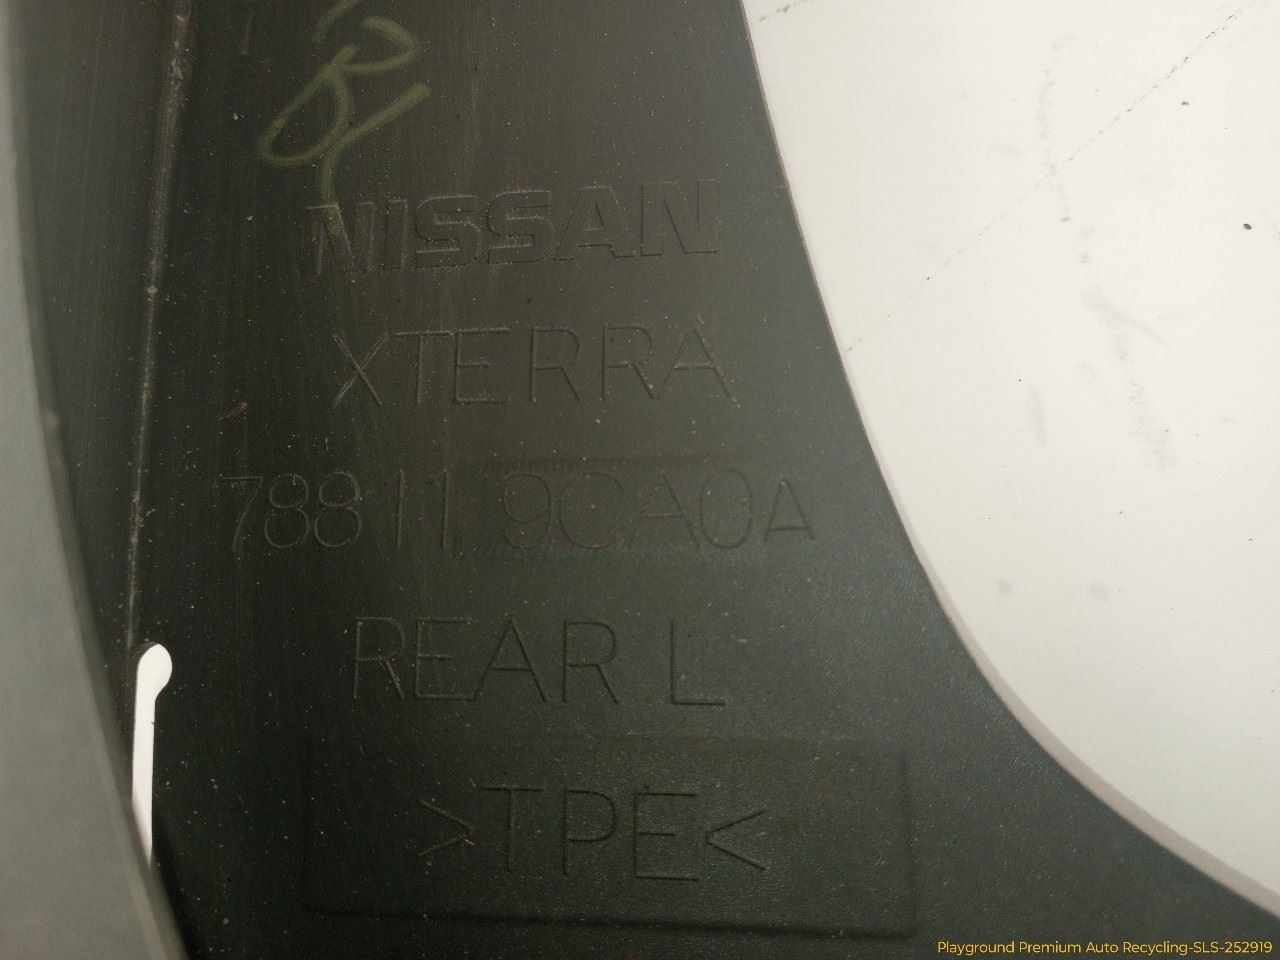 NISSAN
XTERRA
78811 9CA0A
REAR L
>TPE<
Playground Premium Auto Recycling-SLS-252919